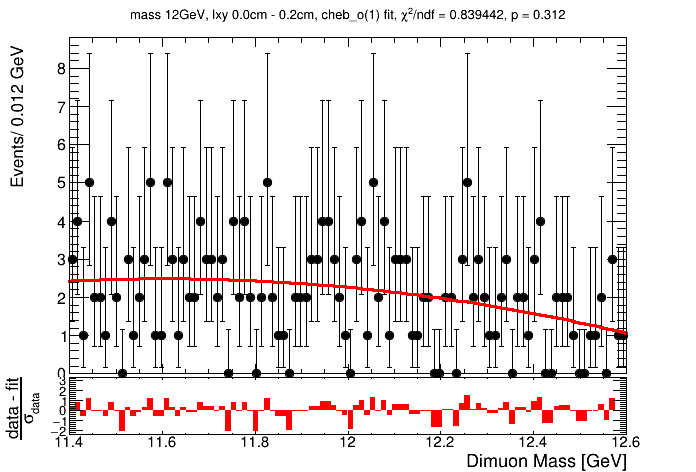 mass 12GeV, lxy 0.0cm - 0.2cm, cheb_o(1) fit, χ²/ndf = 0.839442, p = 0.312
Events/ 0.012 GeV
8
7
6
5
4
3
2
1
0
data - fit
σdata
3
2
1
0
−1
−2
11.4 11.6 11.8 12 12.2 12.4 12.6
Dimuon Mass [GeV]